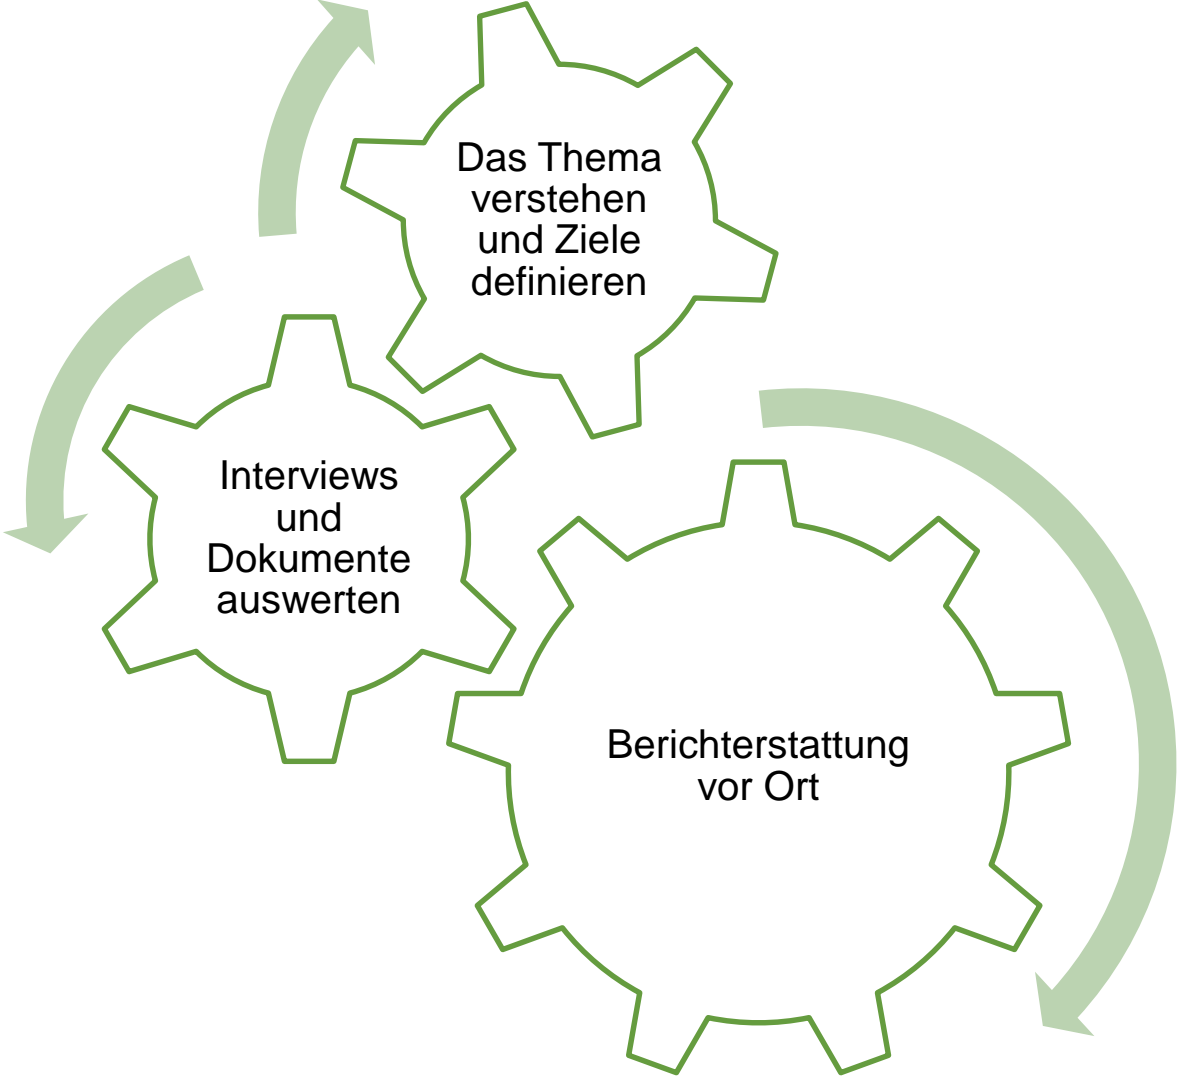 Das Thema
verstehen
und Ziele
definieren
Interviews
und
Dokumente
auswerten
Berichterstattung
vor Ort